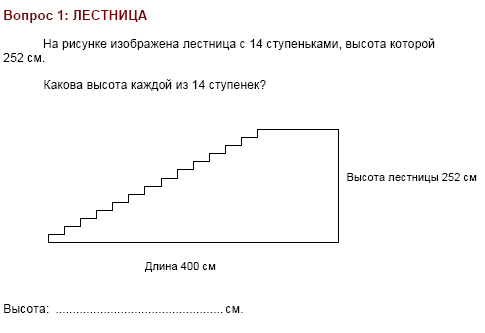 Вопрос 1: ЛЕСТНИЦА
На рисунке изображена лестница с 14 ступеньками, высота которой
252 см.
Какова высота каждой из 14 ступенек?
Высота лестницы 252 см
Длина 400 см
Высота: .................................................. см.